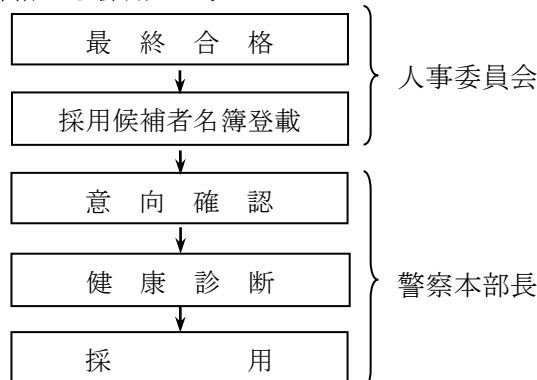 最終合格
人事委員会
採用候補者名簿登載
意向確認
健康診断
警察本部長
採用